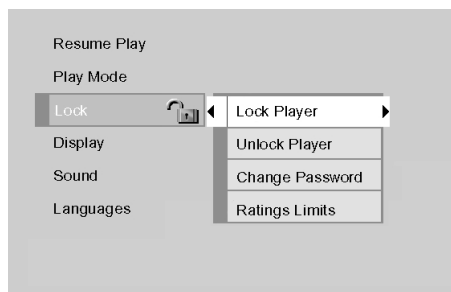 Resume Play
Play Mode
Lock
Lock Player
Display
Unlock Player
Sound
Change Password
Languages
Ratings Limits